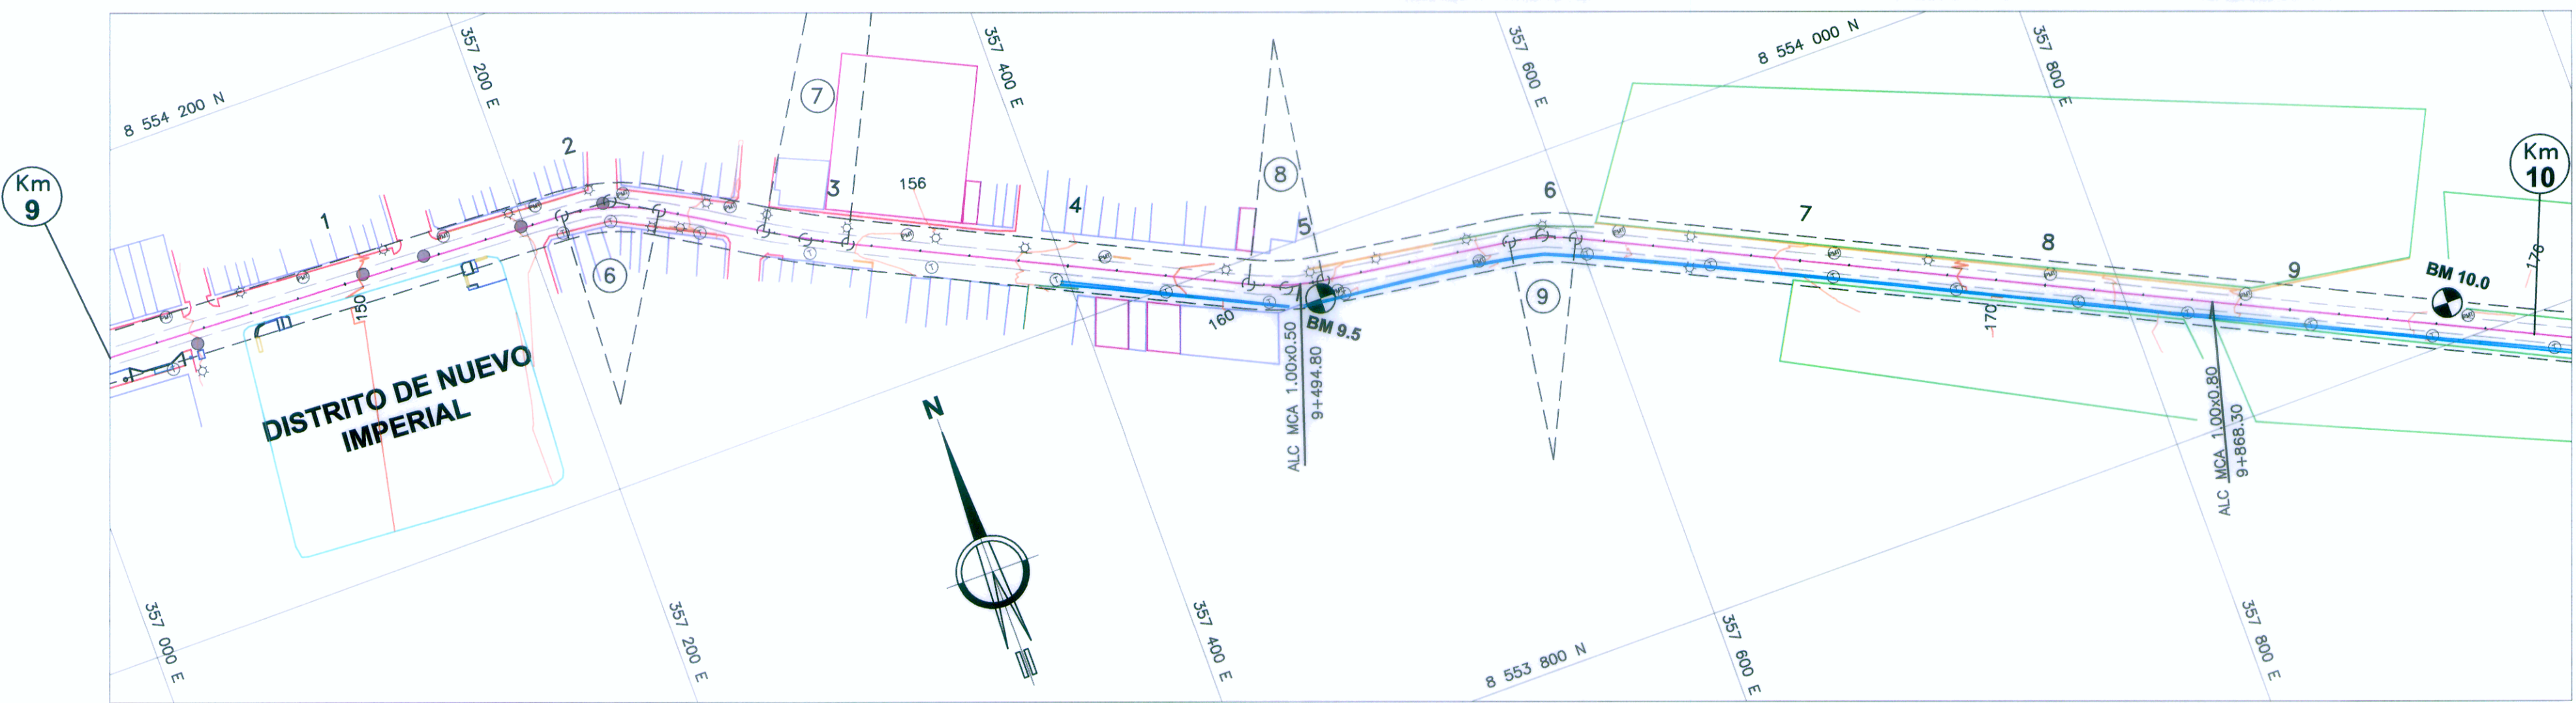 357 200 E
357 400 E
357 600 E
8 554 000 N
357 800 E
8 554 200 N
Km
9
Km
10
1
2
7
3
156
4
8
5
6
7
8
9
176
BM 10.0
6
150
160
BM 9.5
9
170
DISTRITO DE NUEVO
IMPERIAL
ALC MCA 1.00x0.50
9+494.80
ALC MCA 1.00x0.80
9+868.30
N
357 000 E
357 200 E
357 400 E
8 553 800 N
357 600 E
357 800 E